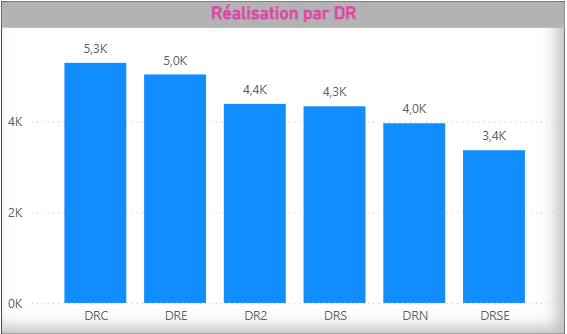 Réalisation par DR
5,3K
5,0K
4,4K
4,3K
4,0K
3,4K
4K
2K
0K
DRC DRE DR2 DRS DRN DRSE